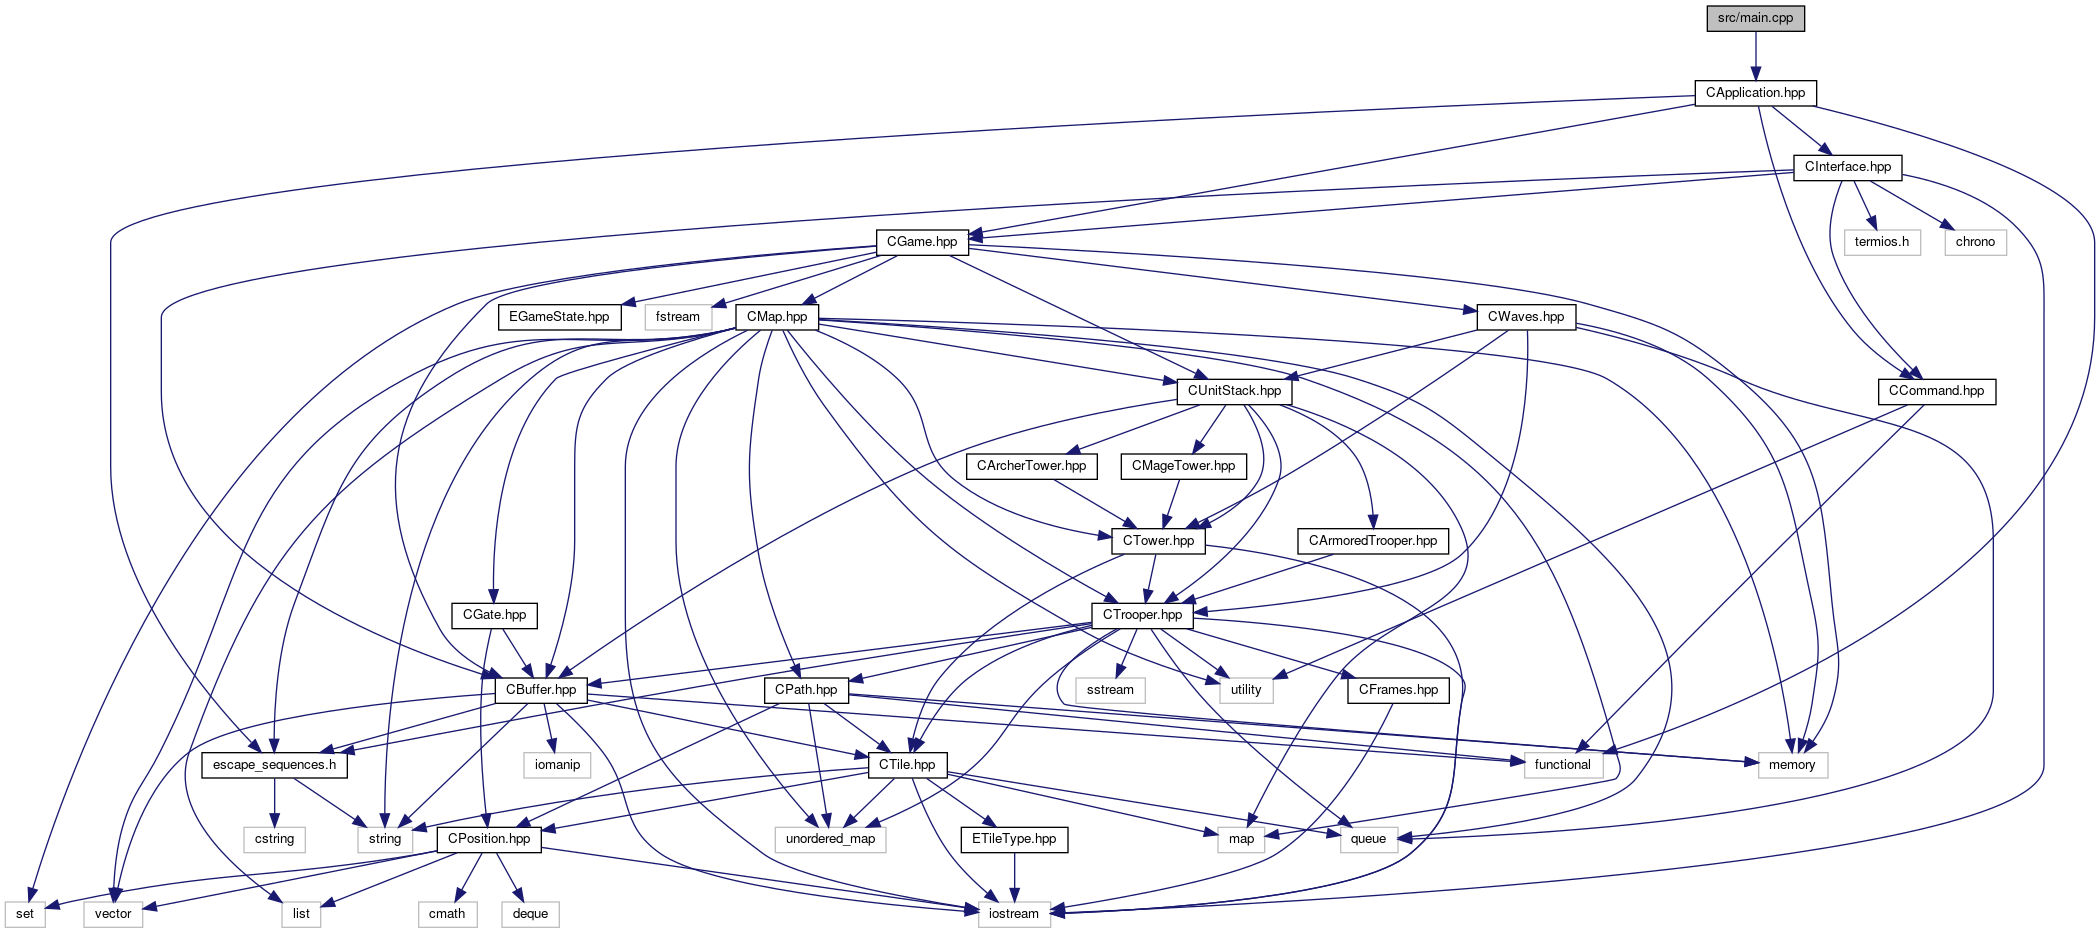 src/main.cpp
CApplication.hpp
CInterface.hpp
CGame.hpp
termios.h
chrono
EGameState.hpp
fstream
CMap.hpp
CWaves.hpp
CUnitStack.hpp
CCommand.hpp
CArcherTower.hpp
CMageTower.hpp
CTower.hpp
CArmoredTrooper.hpp
CGate.hpp
CTrooper.hpp
CBuffer.hpp
CPath.hpp
sstream
utility
CFrames.hpp
escape_sequences.h
iomanip
CTile.hpp
functional
memory
cstring
string
CPosition.hpp
unordered_map
ETileType.hpp
map
queue
set
vector
list
cmath
deque
iostream